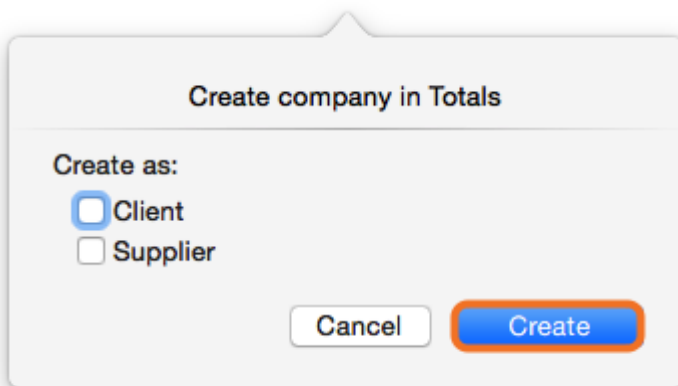 Create company in Totals
Create as:
Client
Supplier
Cancel
Create